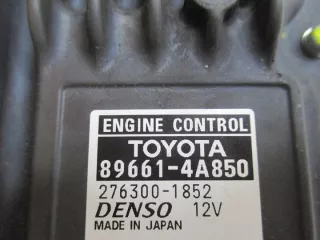 ENGINE CONTROL
TOYOTA
89661-4A850
276300-1852
DENSO 12V
MADE IN JAPAN